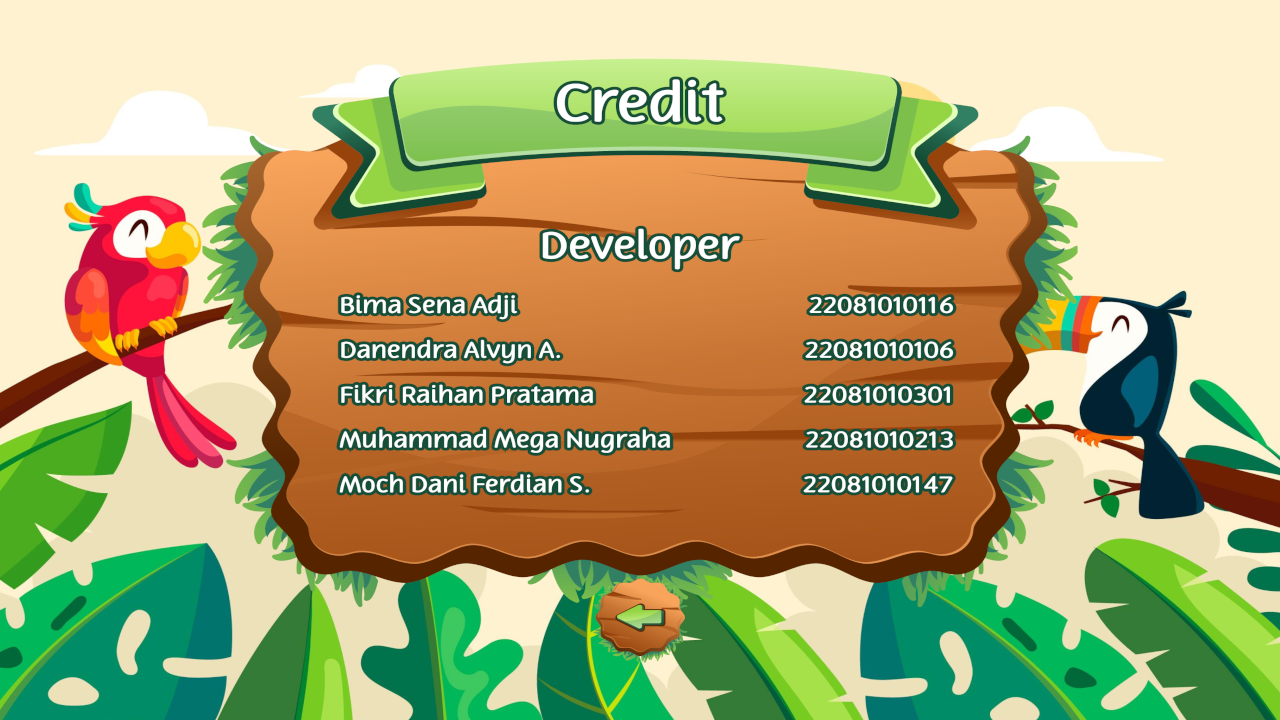 Credit
Developer
Bima Sena Adji 22081010116
Danendra Alvyn A. 22081010106
Fikri Raihan Pratama 22081010301
Muhammad Mega Nugraha 22081010213
Moch Dani Ferdian S. 22081010147